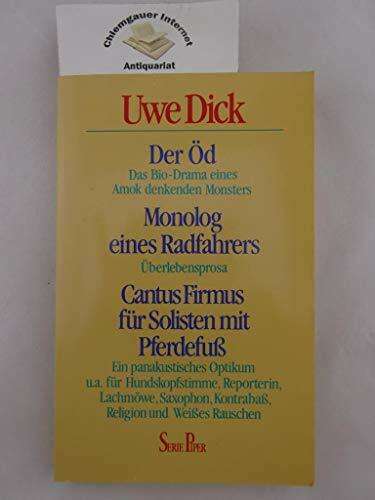 Chiemgauer Internet
Antiquariat
Uwe Dick
Der Öd
Das Bio-Drama eines
Amok denkenden Monsters
Monolog
eines Radfahrers
Überlebensprosa
Cantus Firmus
für Solisten mit
Pferdefuß
Ein panakustisches Optikum
u.a. für Hundskopfstimme, Reporterin,
Lachmöwe, Saxophon, Kontrabaß,
Religion und Weißes Rauschen
SERIE PIPER